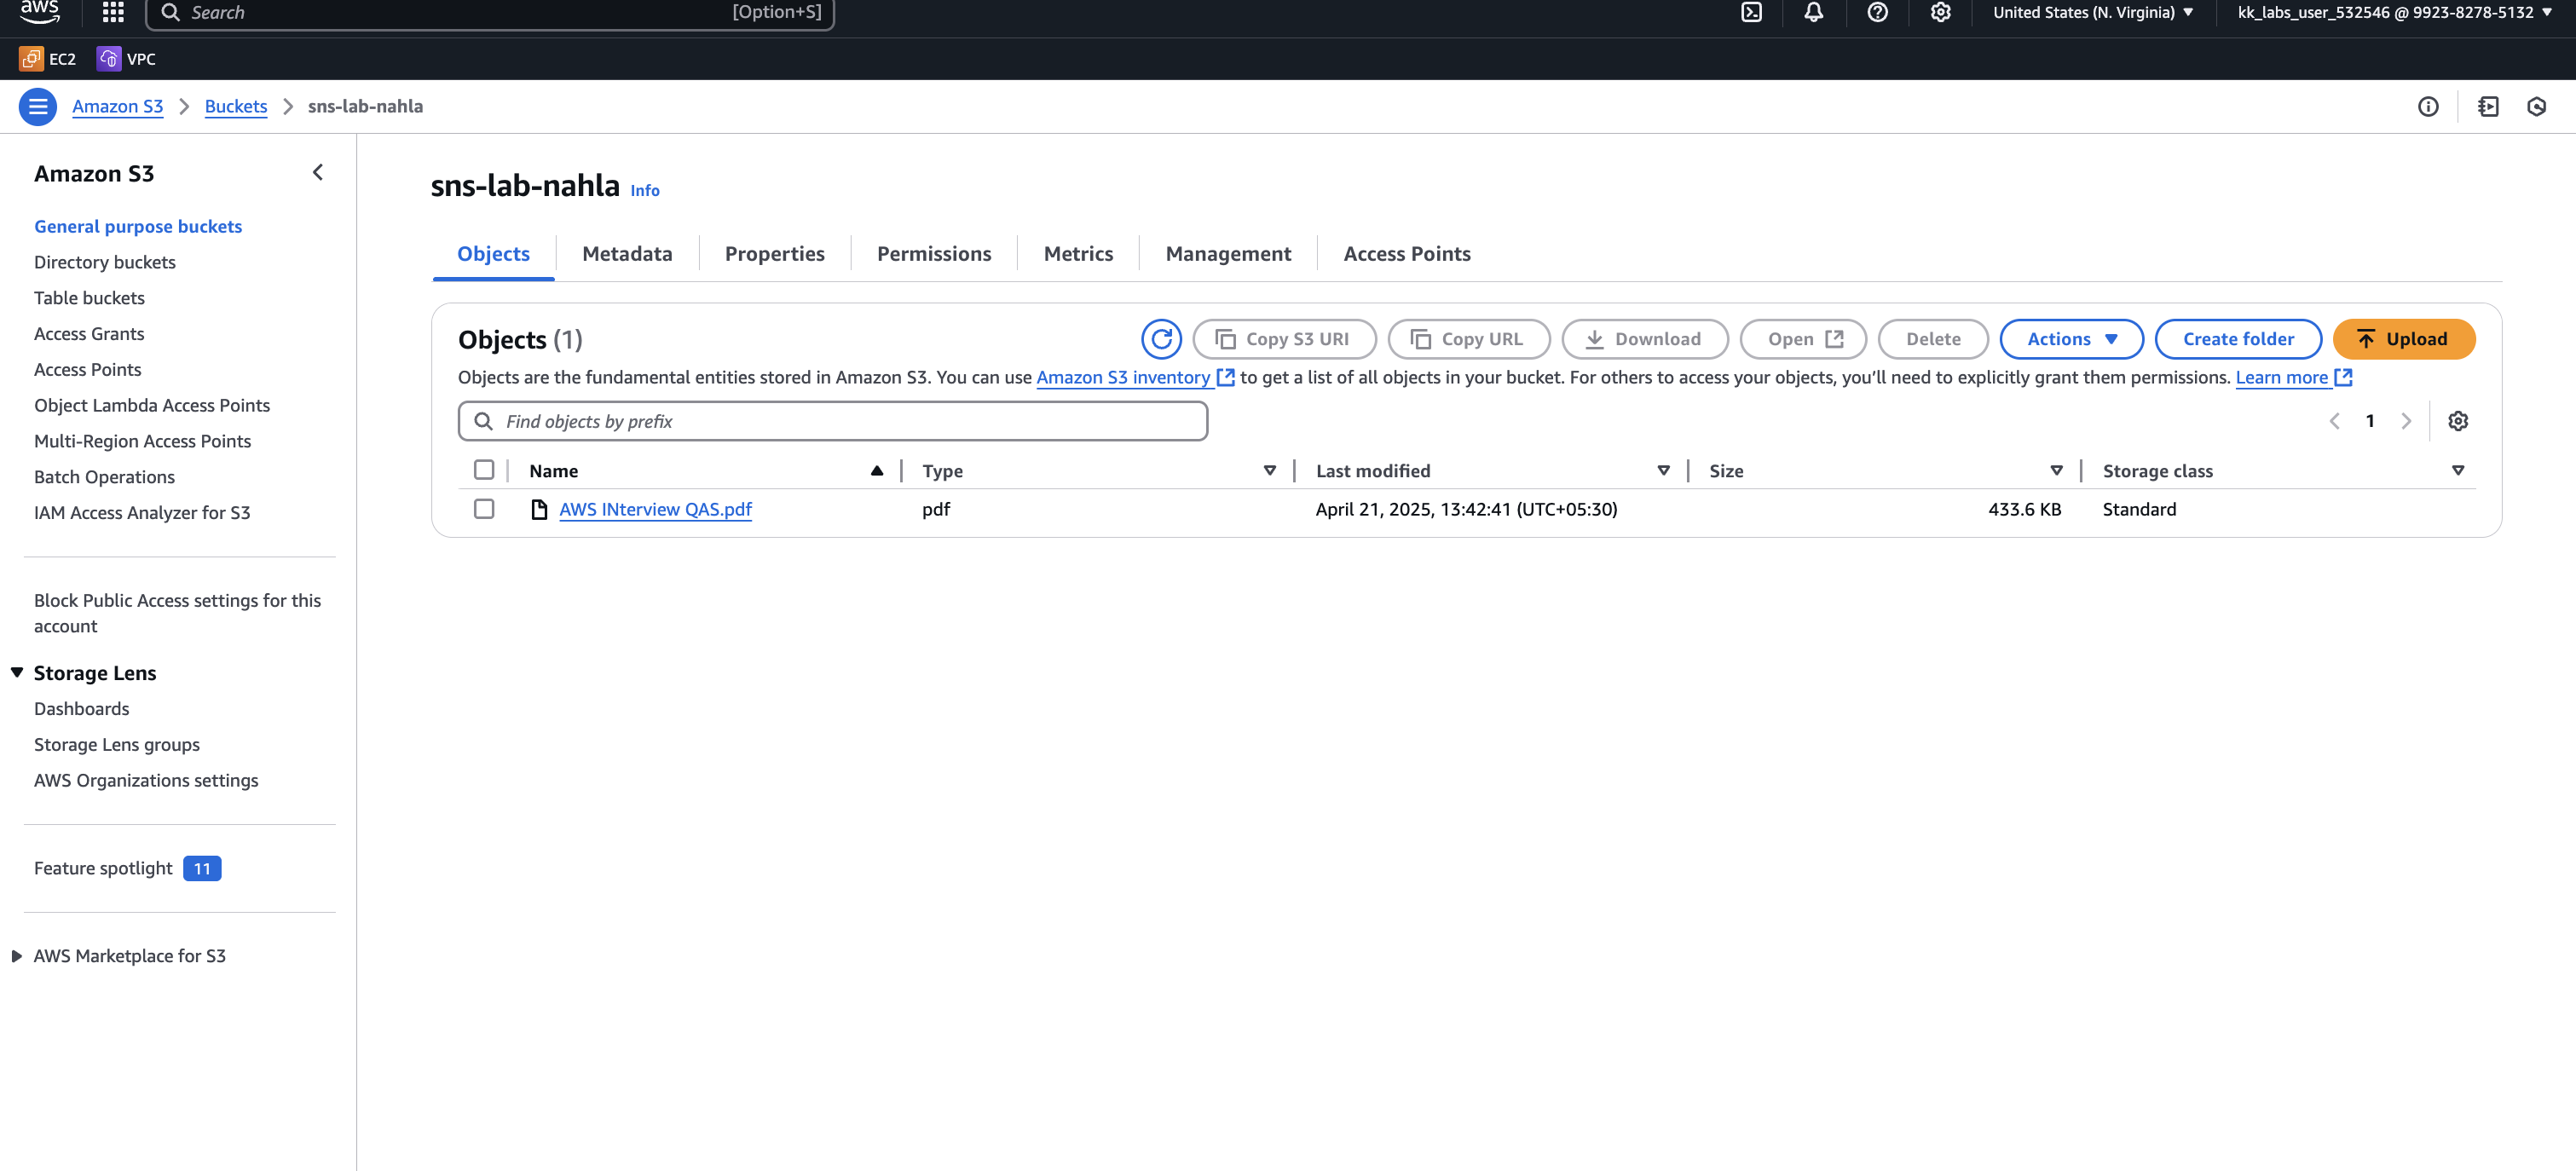 aws
Search
[Option+S]
United States (N. Virginia)
kk_labs_user_532546 @ 9923-8278-5132
EC2
VPC
Amazon S3
Buckets
sns-lab-nahla
Amazon S3
General purpose buckets
Directory buckets
Table buckets
Access Grants
Access Points
Object Lambda Access Points
Multi-Region Access Points
Batch Operations
IAM Access Analyzer for S3
Block Public Access settings for this
account
Storage Lens
Dashboards
Storage Lens groups
AWS Organizations settings
Feature spotlight 11
AWS Marketplace for S3
sns-lab-nahla Info
Objects Metadata Properties Permissions Metrics Management Access Points
Objects (1)
Copy S3 URI Copy URL Download Open Delete Actions Create folder Upload
Objects are the fundamental entities stored in Amazon S3. You can use Amazon S3 inventory to get a list of all objects in your bucket. For others to access your objects, you'll need to explicitly grant them permissions. Learn more
Find objects by prefix
1
Name Type Last modified Size Storage class
AWS INterview QAS.pdf pdf April 21, 2025, 13:42:41 (UTC+05:30) 433.6 KB Standard